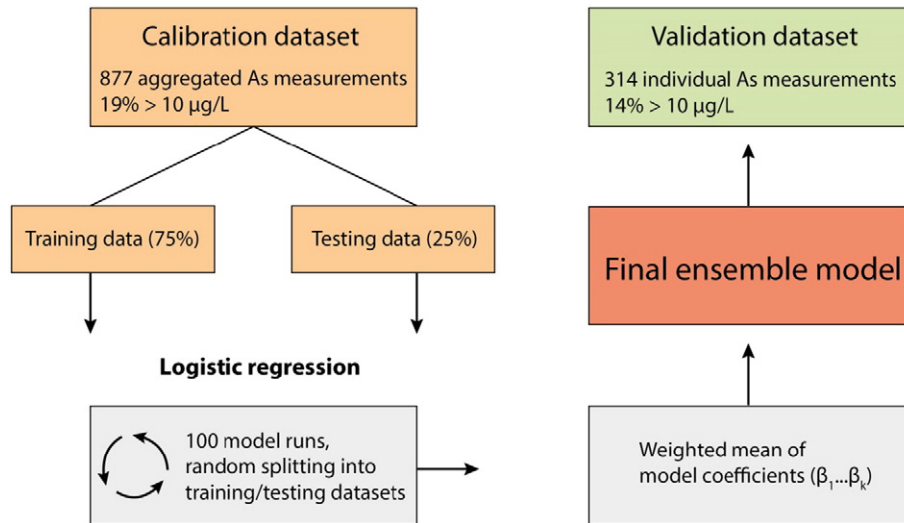 Calibration dataset
877 aggregated As measurements
19% > 10 µg/L
Training data (75%)
Testing data (25%)
Logistic regression
100 model runs,
random splitting into
training/testing datasets
Validation dataset
314 individual As measurements
14% > 10 µg/L
Final ensemble model
Weighted mean of
model coefficients (β₁...βₖ)